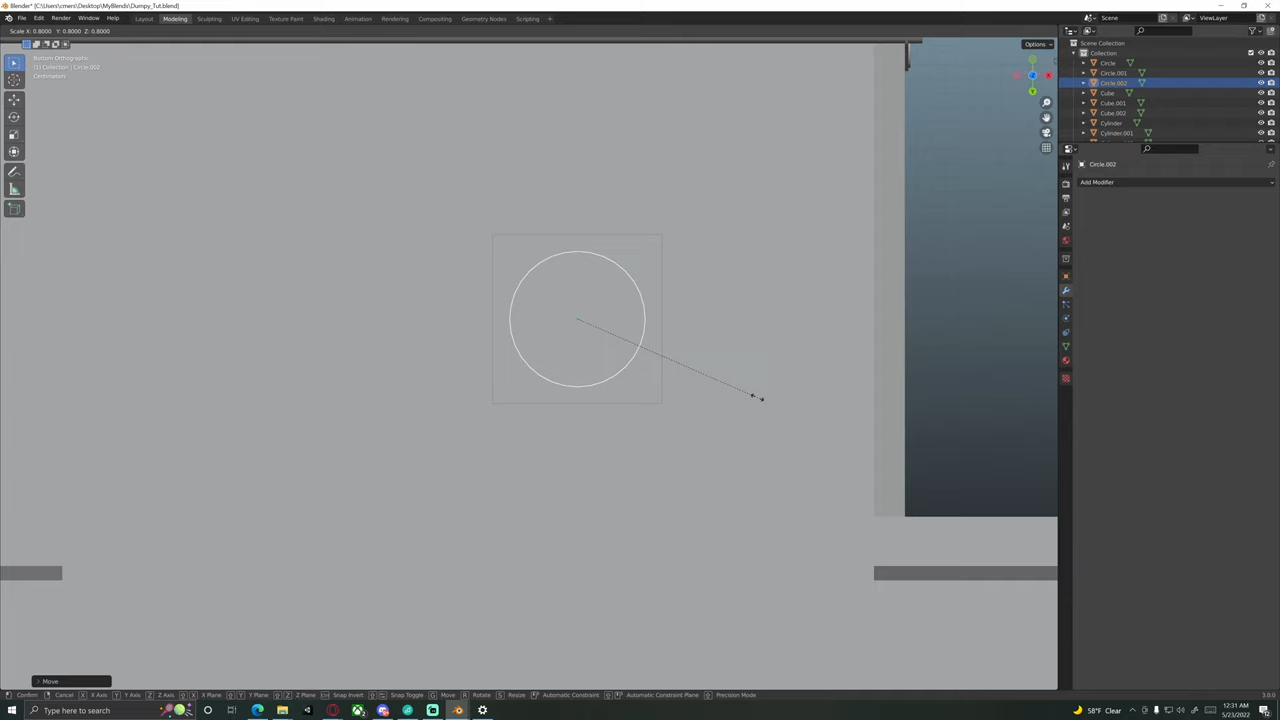 Blender* [C:\Users\cmers\Desktop\MyBlends\Dumpy_Tut.blend]
File Edit Render Window Help Layout Modeling Sculpting UV Editing Texture Paint Shading Animation Rendering Compositing Geometry Nodes Scripting + Scene ViewLayer
Scale X: 0.8000 Y: 0.8000 Z: 0.8000
Options
Bottom Orthographic
(1) Collection | Circle.002
Centimeters
X
Y
Z
Scene Collection
Collection
Circle
Circle.001
Circle.002
Cube
Cube.001
Cube.002
Cylinder
Cylinder.001
Circle.002
Add Modifier
> Move
Confirm Cancel X X Axis Y Y Axis Z Z Axis X X Plane Y Y Plane Z Z Plane Snap Invert Snap Toggle G Move R Rotate S Resize Automatic Constraint Automatic Constraint Plane Precision Mode 3.0.0
Type here to search
58°F Clear
12:31 AM
5/23/2022